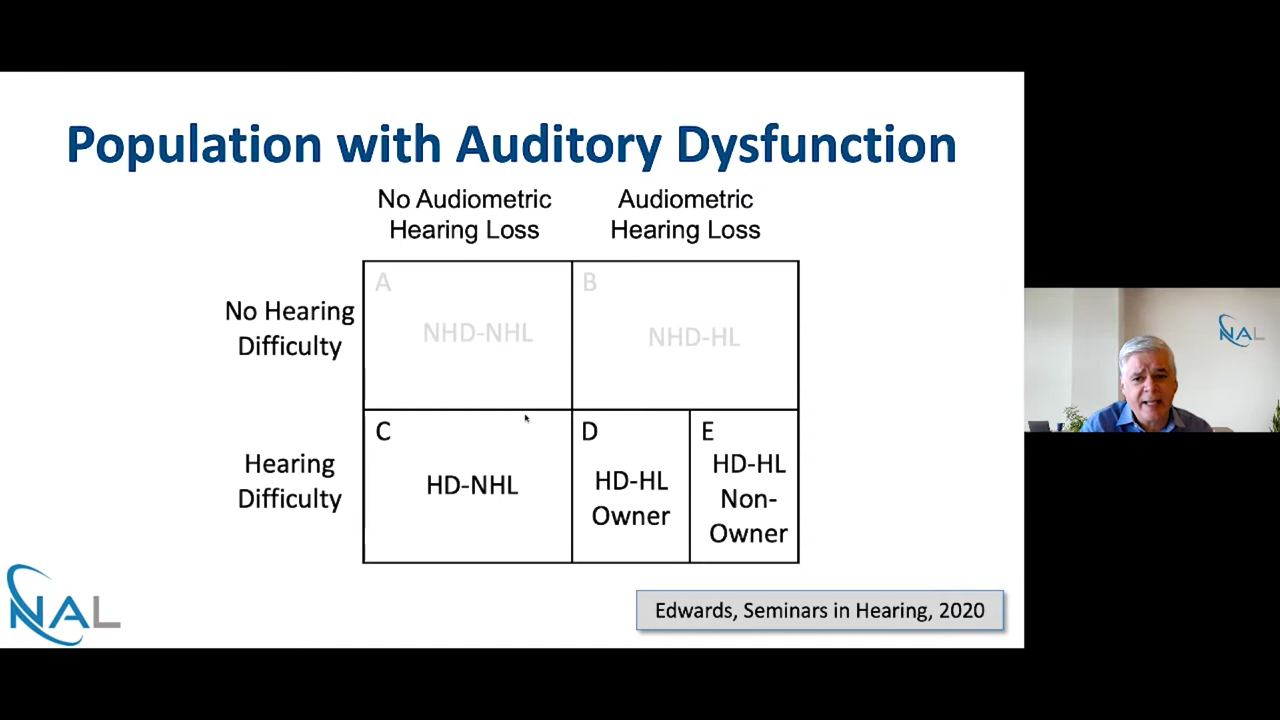 Population with Auditory Dysfunction
No Audiometric
Hearing Loss
Audiometric
Hearing Loss
No Hearing
Difficulty
A
NHD-NHL
B
NHD-HL
Hearing
Difficulty
C
HD-NHL
D
HD-HL
Owner
E
HD-HL
Non-
Owner
NAL
Edwards, Seminars in Hearing, 2020
NAL